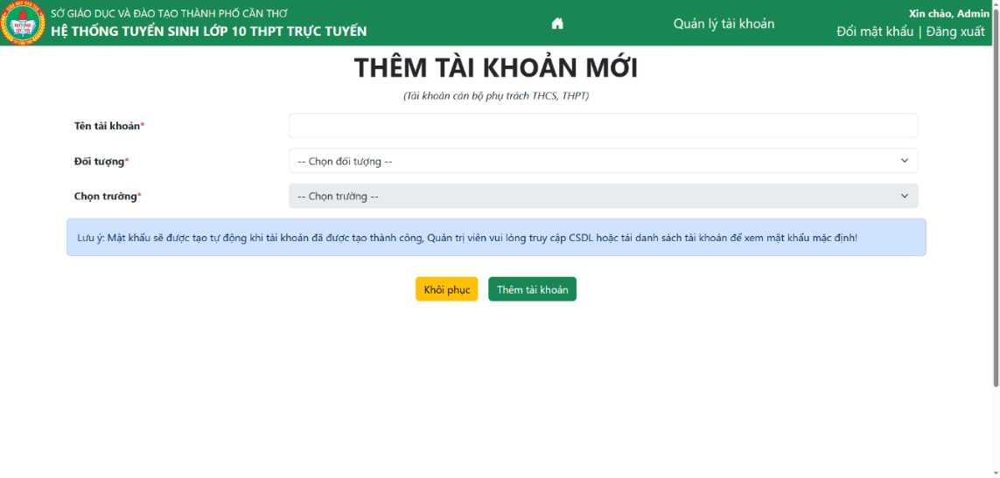 SỞ GIÁO DỤC VÀ ĐÀO TẠO THÀNH PHỐ CẦN THƠ
HỆ THỐNG TUYỂN SINH LỚP 10 THPT TRỰC TUYẾN
Quản lý tài khoản
Xin chào, Admin
Đổi mật khẩu | Đăng xuất
THÊM TÀI KHOẢN MỚI
(Tài khoản cán bộ phụ trách THCS, THPT)
Tên tài khoản*
Đối tượng*
-- Chọn đối tượng --
Chọn trường*
-- Chọn trường --
Lưu ý: Mật khẩu sẽ được tạo tự động khi tài khoản đã được tạo thành công, Quản trị viên vui lòng truy cập CSDL hoặc tải danh sách tài khoản để xem mật khẩu mặc định!
Khôi phục
Thêm tài khoản